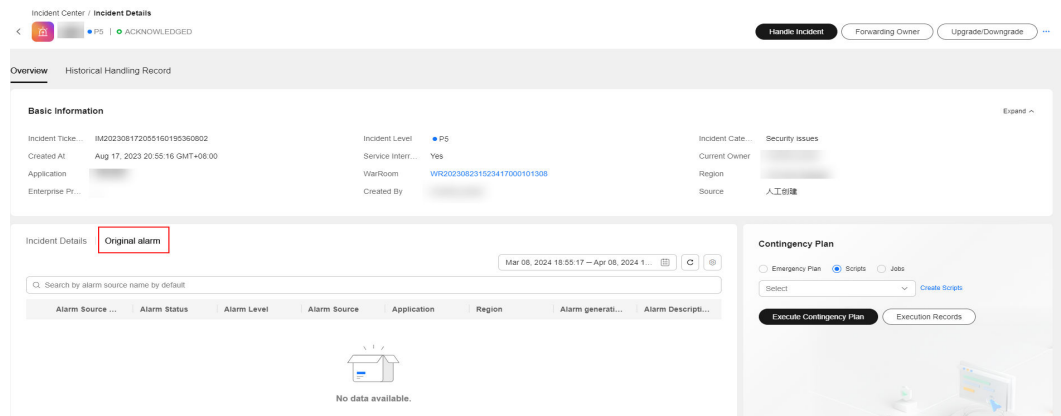 Incident Center / Incident Details
P5 | ACKNOWLEDGED
Handle Incident Forwarding Owner Upgrade/Downgrade ...
Overview Historical Handling Record
Basic Information Expand
Incident Ticke... IM20230817205516019536​0802 Incident Level P5 Incident Cate... Security issues
Created At Aug 17, 2023 20:55:16 GMT+08:00 Service Interr... Yes Current Owner
Application WarRoom WR20230823152341700010​1308 Region
Enterprise Pr... Created By Source 人工创建
Incident Details Original alarm
Mar 08, 2024 18:55:17 — Apr 08, 2024 1...
Search by alarm source name by default
Alarm Source ... Alarm Status Alarm Level Alarm Source Application Region Alarm generati... Alarm Descripti...
No data available.
Contingency Plan
Emergency Plan Scripts Jobs
Select Create Scripts
Execute Contingency Plan Execution Records